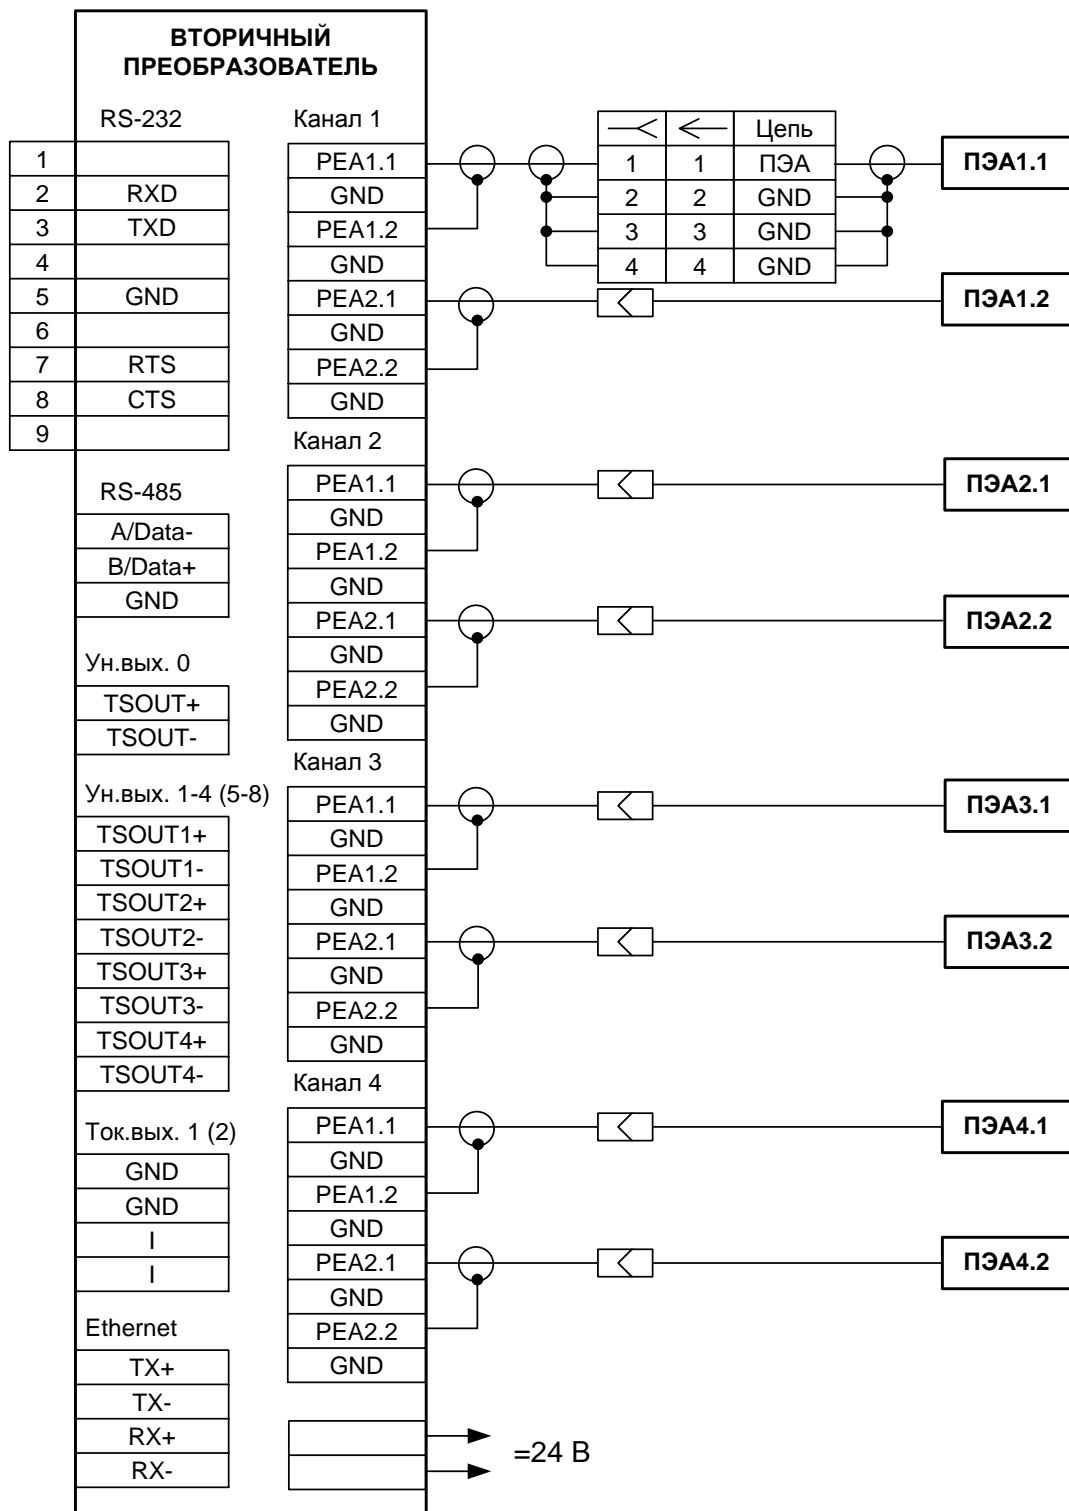 ВТОРИЧНЫЙ
ПРЕОБРАЗОВАТЕЛЬ
RS-232
1
2 RXD
3 TXD
4
5 GND
6
7 RTS
8 CTS
9
RS-485
A/Data-
B/Data+
GND
Ун.вых. 0
TSOUT+
TSOUT-
Ун.вых. 1-4 (5-8)
TSOUT1+
TSOUT1-
TSOUT2+
TSOUT2-
TSOUT3+
TSOUT3-
TSOUT4+
TSOUT4-
Ток.вых. 1 (2)
GND
GND
I
I
Ethernet
TX+
TX-
RX+
RX-
Канал 1
PEA1.1
GND
PEA1.2
GND
PEA2.1
GND
PEA2.2
GND
Канал 2
PEA1.1
GND
PEA1.2
GND
PEA2.1
GND
PEA2.2
GND
Канал 3
PEA1.1
GND
PEA1.2
GND
PEA2.1
GND
PEA2.2
GND
Канал 4
PEA1.1
GND
PEA1.2
GND
PEA2.1
GND
PEA2.2
GND
=24 В
Цепь
1 1 ПЭА
2 2 GND
3 3 GND
4 4 GND
ПЭА1.1
ПЭА1.2
ПЭА2.1
ПЭА2.2
ПЭА3.1
ПЭА3.2
ПЭА4.1
ПЭА4.2